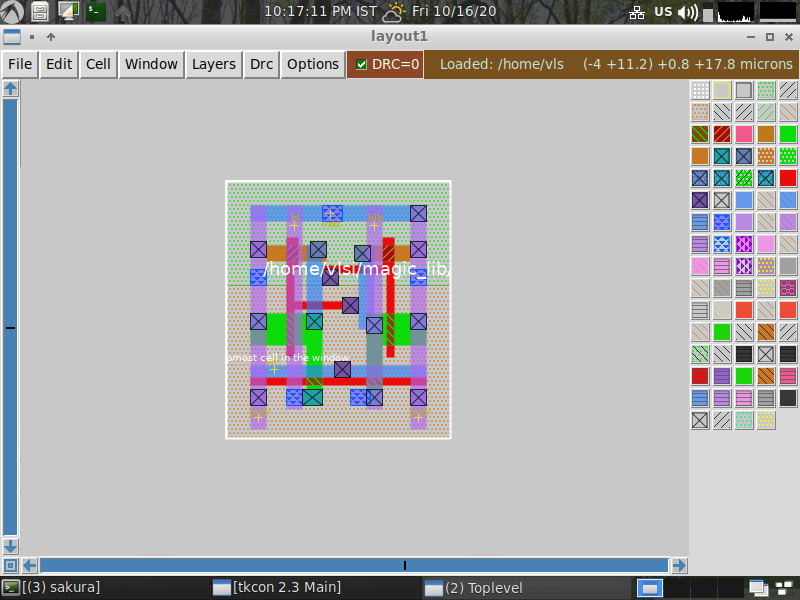 10:17:11 PM IST
Fri 10/16/20
US
layout1
File Edit Cell Window Layers Drc Options DRC=0 Loaded: /home/vls (-4 +11.2) +0.8 +17.8 microns
/home/vlsi/magic_lib/
pmost cell in the window
[(3) sakura] [tkcon 2.3 Main] (2) Toplevel